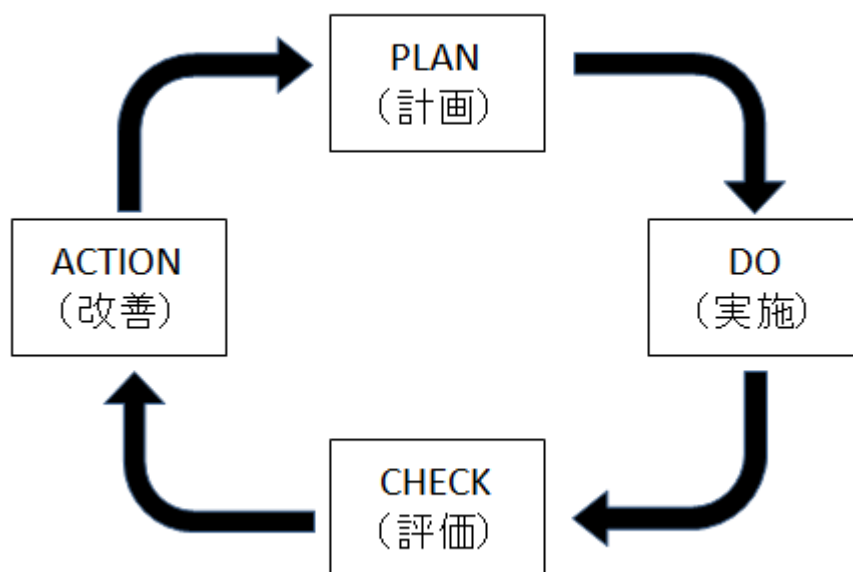 PLAN
（計画）
DO
（実施）
CHECK
（評価）
ACTION
（改善）